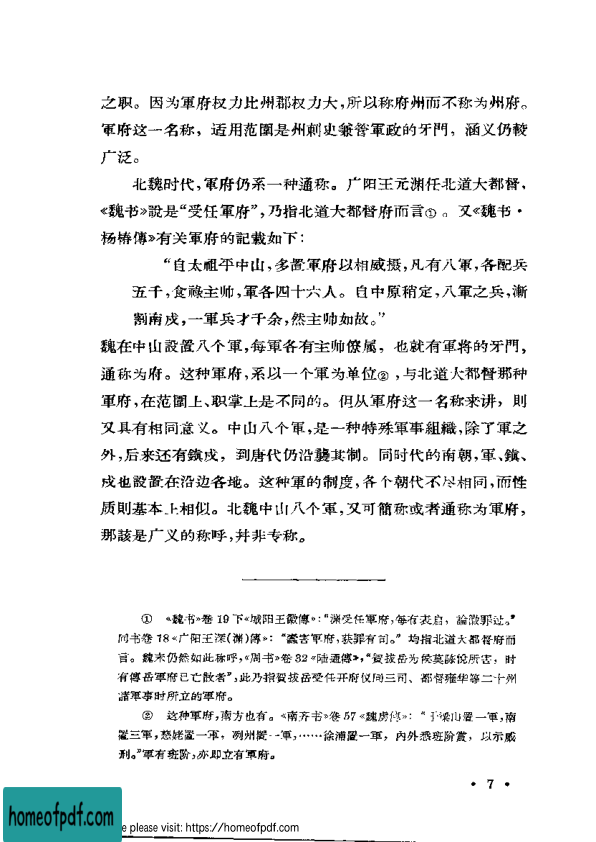 之职。因为軍府权力比州郡权力大,所以称府州而不称为州府。
軍府这一名称，适用范围是州刺史兼管軍政的牙門，涵义仍較
广泛。
北魏时代,軍府仍系一种通称。广阳王元渊任北道大都督、
《魏书》說是“受任軍府”,乃指北道大都督府而言①。又《魏书·
杨椿傳》有关軍府的記載如下:
“自太祖平中山,多置軍府以相威摄,凡有八軍,各配兵
五千,食祿主帅,軍各四十六人。自中原稍定,八軍之兵,漸
割南戍,一軍兵才千余,然主帅如故。”
魏在中山設置八个軍,每軍各有主帅僚属，也就有軍将的牙門,
通称为府。这种軍府,系以一个軍为单位②,与北道大都督那种
軍府,在范圍上、职掌上是不同的。但从軍府这一名称来讲，則
又具有相同意义。中山八个軍,是一种特殊軍事組織,除了軍之
外,后来还有鎮戍，到唐代仍沿襲其制。同时代的南朝,軍、鎮、
戍也設置在沿边各地。这种軍的制度,各个朝代不尽相同,而性
质則基本上相似。北魏中山八个軍,又可簡称或者通称为軍府,
那該是广义的称呼,并非专称。
① 《魏书》卷19下《城阳王徽傳》:“渊受任軍府,每有表启，論徽罪过。”
同书卷18《广阳王深(渊)傳》:“蠹害軍府,获罪有司。”均指北道大都督府而
言。魏末仍然如此称呼,《周书》卷32《陆通傳》,“賀拔岳为侯莫陈悅所害，时
有傳岳軍府已亡散者”,此乃指賀拔岳受任开府仪同三司、都督雍华等二十州
諸軍事时所立的軍府。
② 这种軍府,南方也有。《南齐书》卷57《魏虏傳》:“于梁山置一軍,南
置三軍,慈姥置一軍，洌州置一軍,……徐浦置一軍，內外悉班阶賞，以示威
刑。”軍有班阶,亦即立有軍府。
• 7 •
homeofpdf.com
e please visit: https://homeofpdf.com